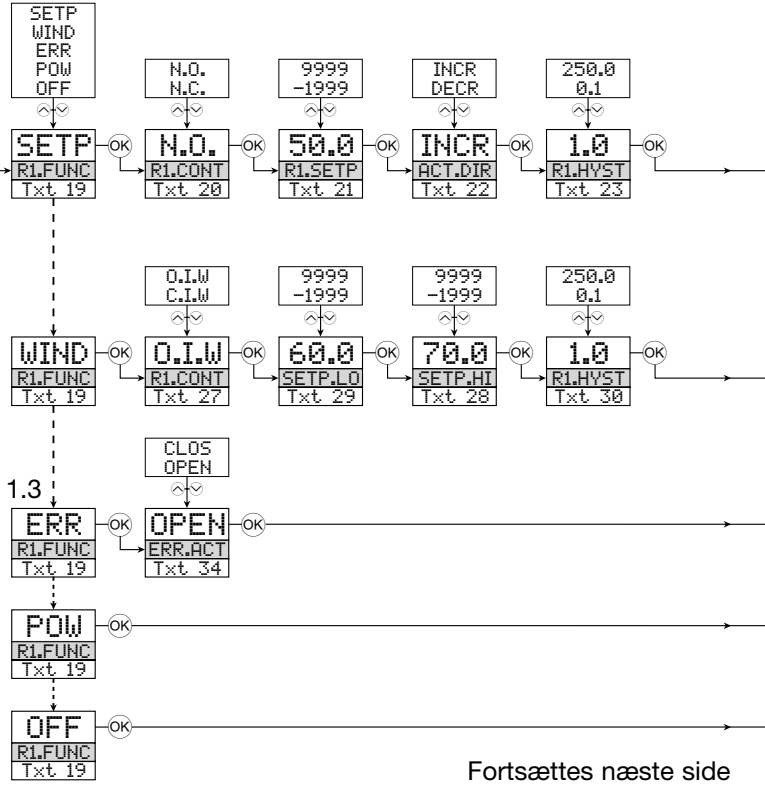 SETP
WIND
ERR
POW
OFF
N.O.
N.C.
9999
-1999
INCR
DECR
250.0
0.1
SETP OK N.O. OK 50.0 OK INCR OK 1.0 OK
R1.FUNC R1.CONT R1.SETP ACT.DIR R1.HYST
Txt 19 Txt 20 Txt 21 Txt 22 Txt 23
O.I.W
C.I.W
9999
-1999
9999
-1999
250.0
0.1
WIND OK O.I.W OK 60.0 OK 70.0 OK 1.0 OK
R1.FUNC R1.CONT SETP.LO SETP.HI R1.HYST
Txt 19 Txt 27 Txt 29 Txt 28 Txt 30
CLOS
OPEN
1.3
ERR OK OPEN OK
R1.FUNC ERR.ACT
Txt 19 Txt 34
POW OK
R1.FUNC
Txt 19
OFF OK
R1.FUNC
Txt 19
Fortsættes næste side